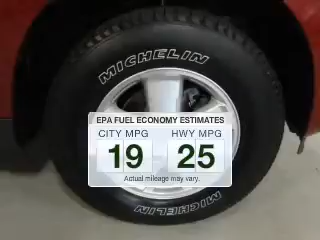 MICHELIN
EPA FUEL ECONOMY ESTIMATES
CITY MPG HWY MPG
19 25
Actual mileage may vary.
MICHELIN